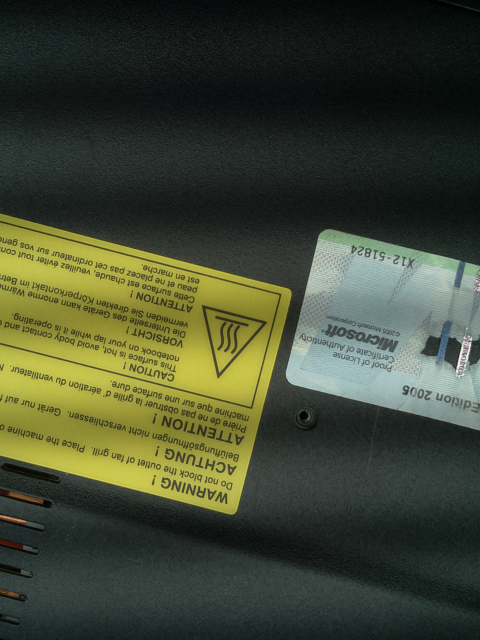 WARNING !
Do not block the outlet of fan grill. Place the machine o
ACHTUNG !
Belüftungsöffnungen nicht verschliessen. Gerät nur auf f
ATTENTION !
Prière de ne pas obstruer la grille d'aération du ventilateur.
machine que sur une surface dure.
CAUTION !
This surface is hot, avoid body contact and
notebook on your lap while it is operating.
VORSICHT !
Die Unterseite des Geräts kann enorme Wärme
vermeiden Sie direkten Körperkontakt im Betr
ATTENTION !
Cette surface est chaude, veuillez éviter tout con
peau et ne placez pas cet ordinateur sur vos gen
est en marche.
Edition 2005
Proof of License
Certificate of Authenticity
Microsoft
©2005 Microsoft Corporation
X12-51824